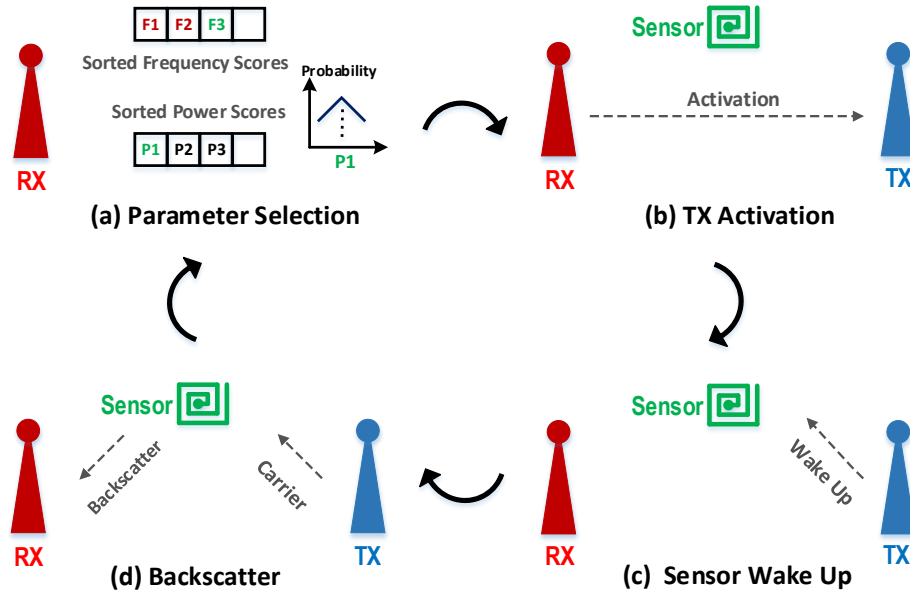 F1 F2 F3
Sorted Frequency Scores
Probability
Sorted Power Scores
P1 P2 P3
P1
RX
(a) Parameter Selection
Sensor
Activation
RX
TX
(b) TX Activation
Sensor
Wake Up
RX
TX
(c) Sensor Wake Up
Sensor
Backscatter
Carrier
RX
TX
(d) Backscatter